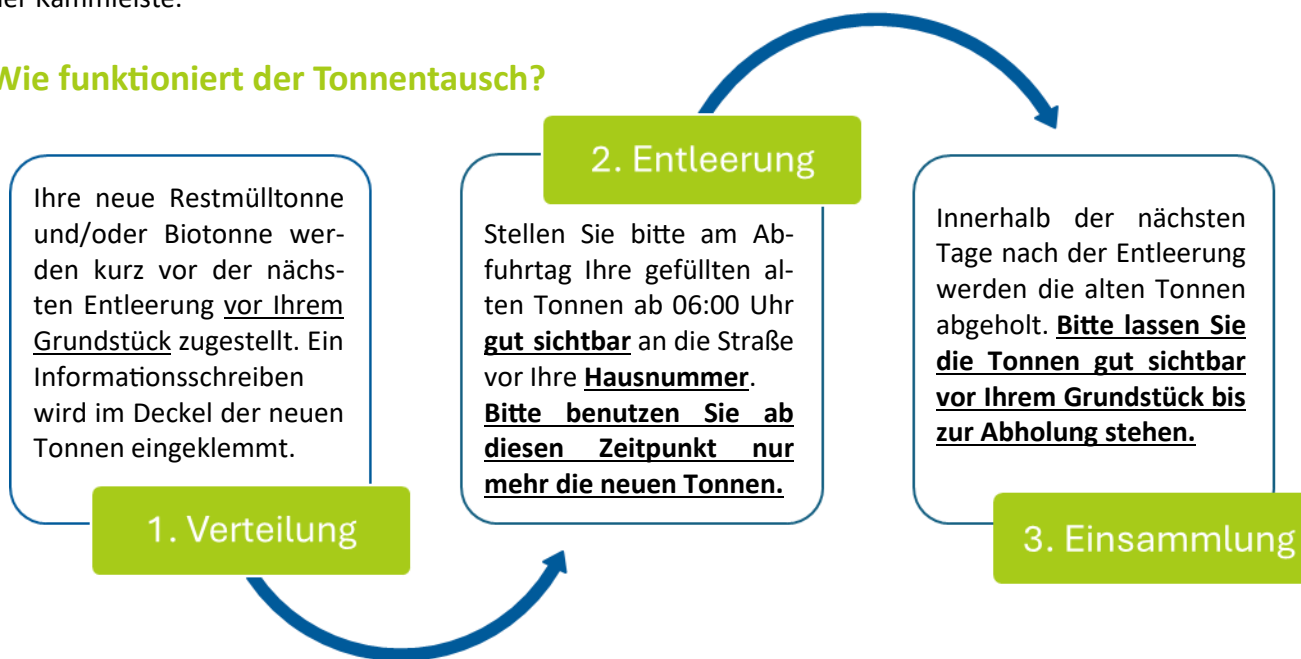 der Kammleiste.
Wie funktioniert der Tonnentausch?
Ihre neue Restmülltonne
und/oder Biotonne wer-
den kurz vor der nächs-
ten Entleerung vor Ihrem
Grundstück zugestellt. Ein
Informationsschreiben
wird im Deckel der neuen
Tonnen eingeklemmt.
1. Verteilung
2. Entleerung
Stellen Sie bitte am Ab-
fuhrtag Ihre gefüllten al-
ten Tonnen ab 06:00 Uhr
gut sichtbar an die Straße
vor Ihre Hausnummer.
Bitte benutzen Sie ab
diesen Zeitpunkt nur
mehr die neuen Tonnen.
Innerhalb der nächsten
Tage nach der Entleerung
werden die alten Tonnen
abgeholt. Bitte lassen Sie
die Tonnen gut sichtbar
vor Ihrem Grundstück bis
zur Abholung stehen.
3. Einsammlung